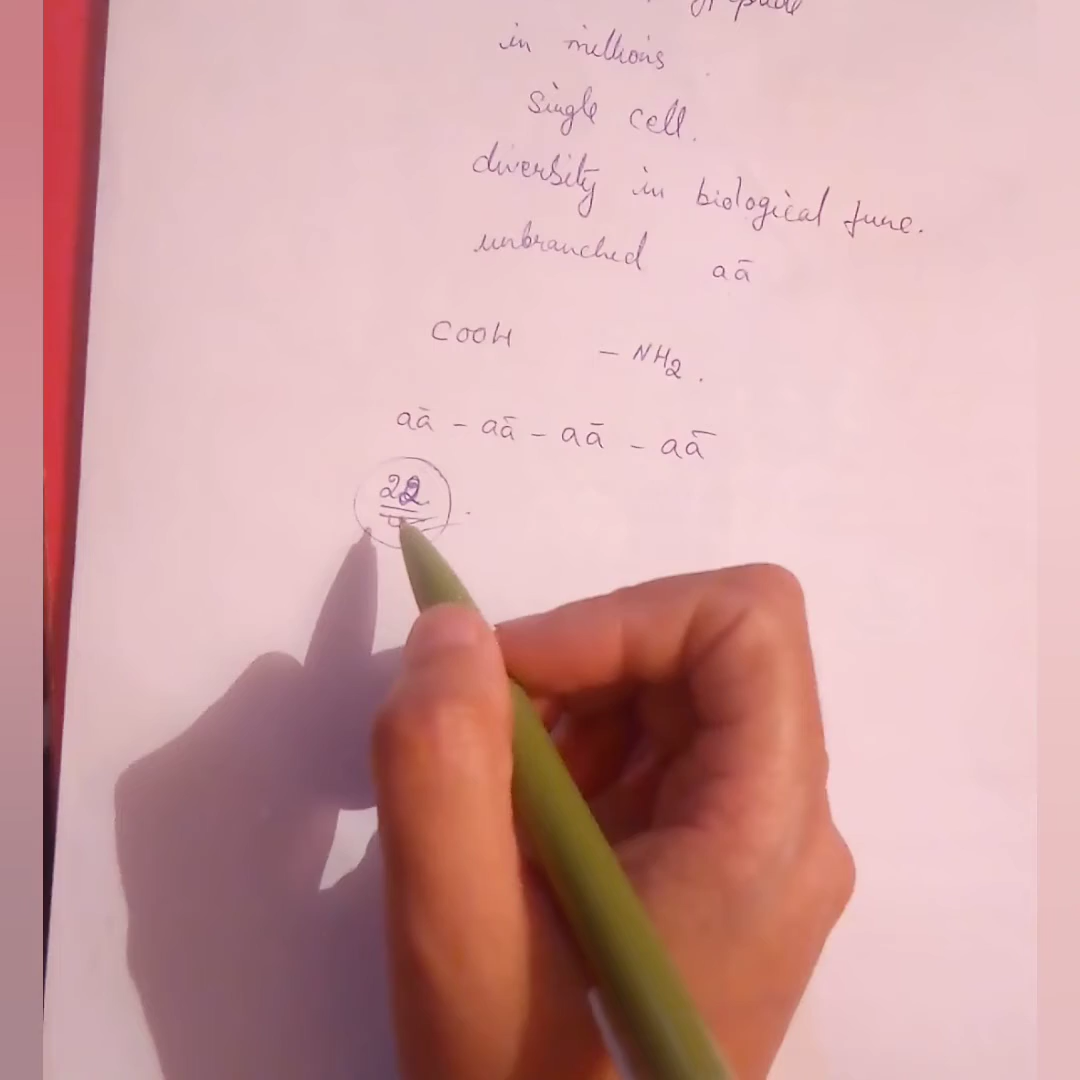 in millions.
single cell.
diversity in biological func.
unbranched aā
COOH - NH2.
aā - aā - aā - aā
22